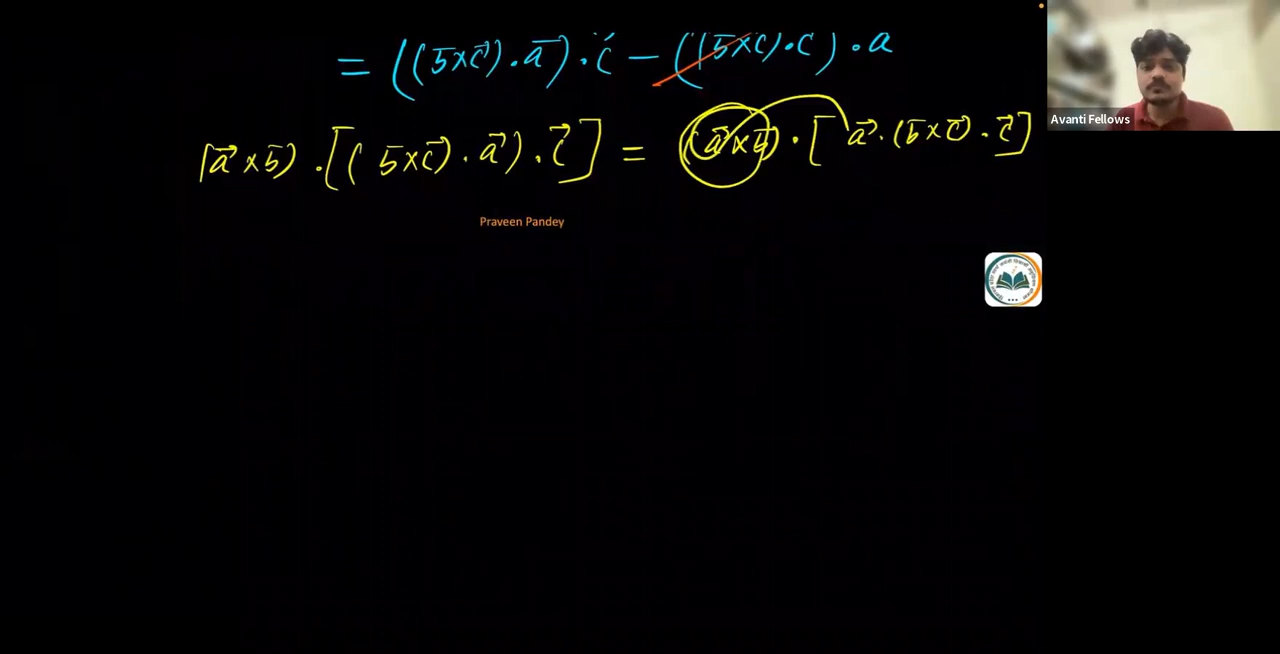 = ((b̄×c⃗)·a⃗)·c⃗ − ((b̄×c)·c)·a
Avanti Fellows
(a⃗×b̄)·[(b̄×c⃗)·a⃗)·c⃗] = (a⃗×b̄)·[a⃗·(b̄×c⃗)·c⃗]
Praveen Pandey